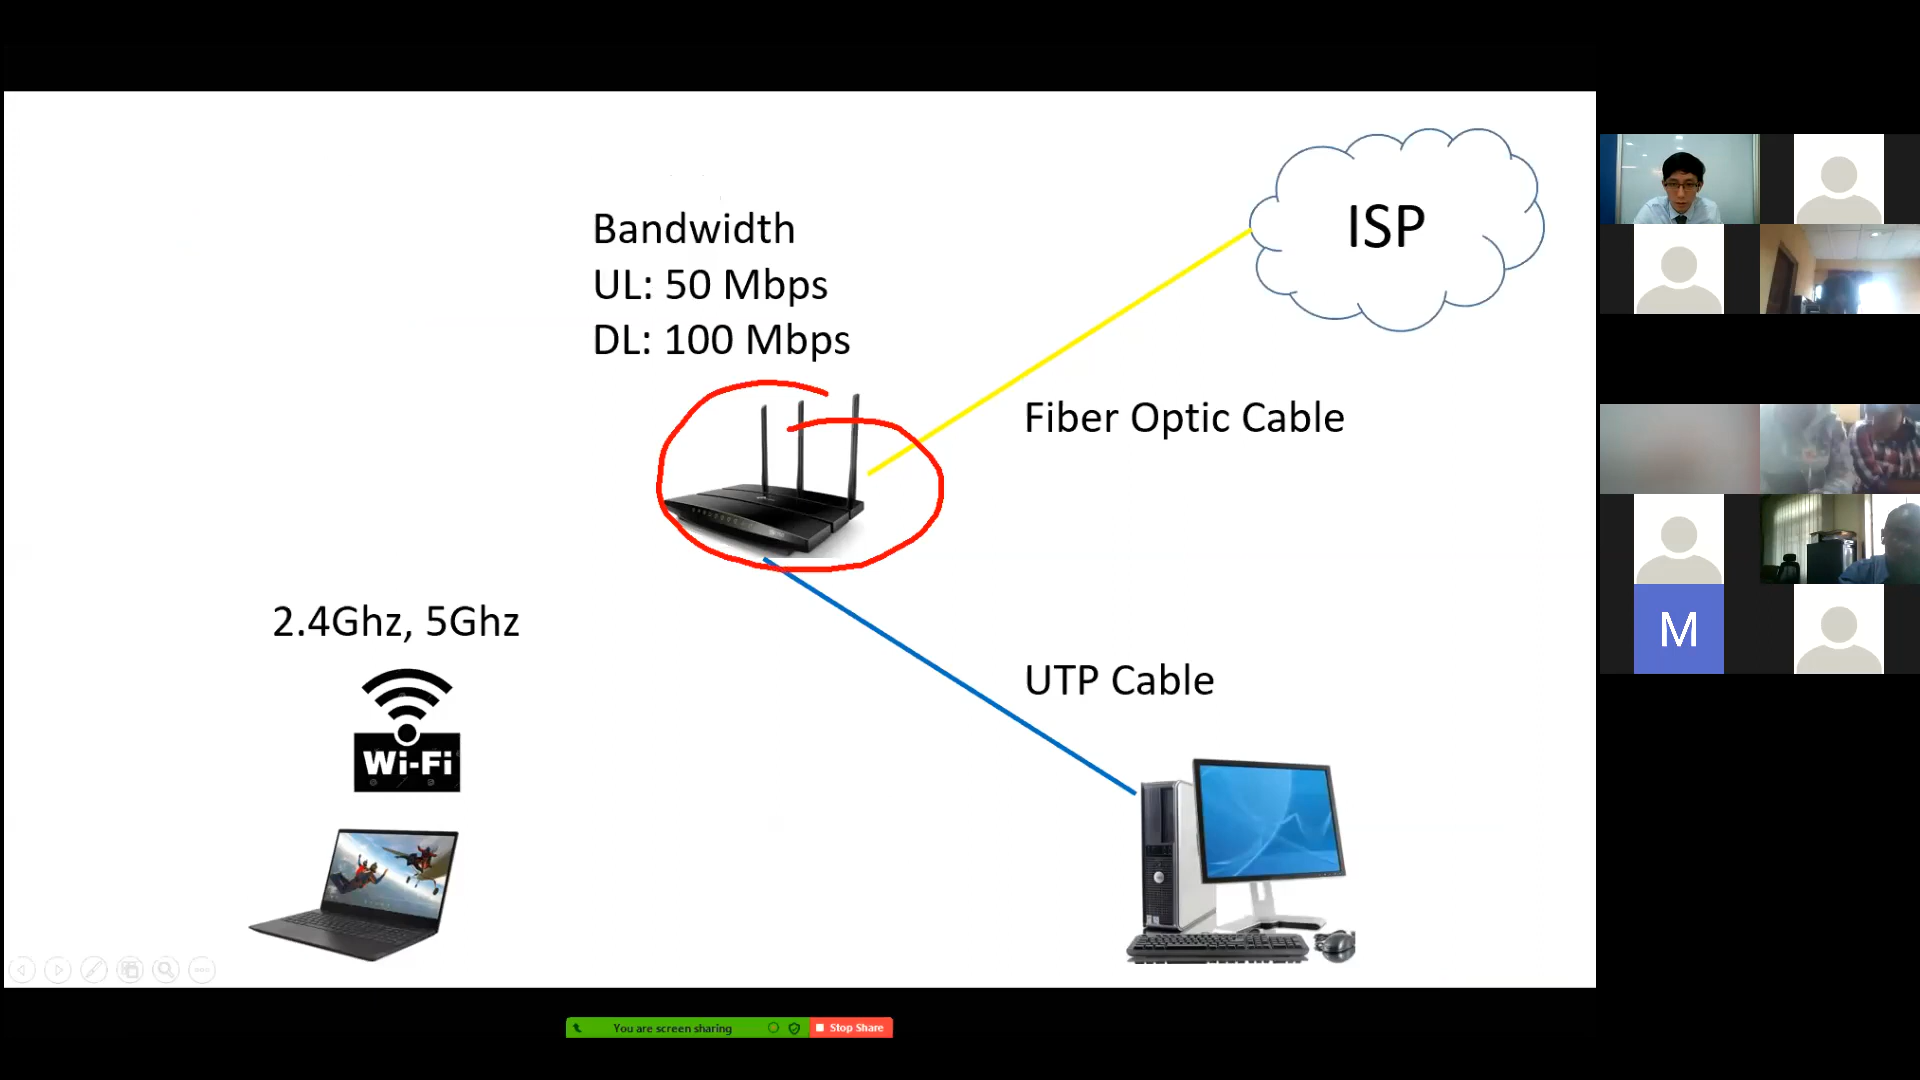 Bandwidth
UL: 50 Mbps
DL: 100 Mbps
ISP
Fiber Optic Cable
2.4Ghz, 5Ghz
Wi-Fi
UTP Cable
M
You are screen sharing
Stop Share